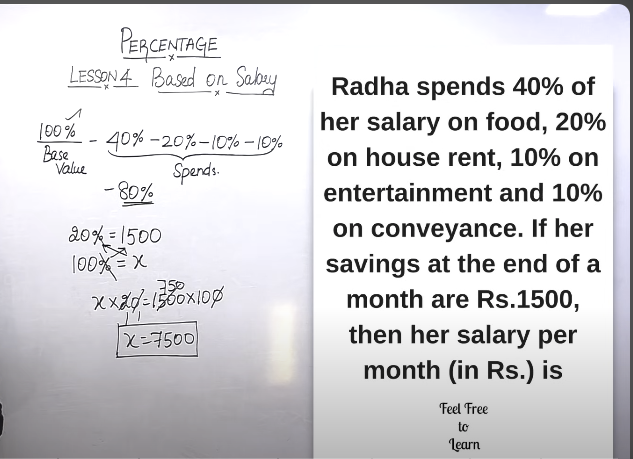 PERCENTAGE
LESSON 4 Based on Salary
100% - 40% - 20% - 10% - 10%
Base
Value
Spends.
- 80%
20% = 1500
100% = x
750
x × 20 = 1500 × 100
x = 7500
Radha spends 40% of
her salary on food, 20%
on house rent, 10% on
entertainment and 10%
on conveyance. If her
savings at the end of a
month are Rs.1500,
then her salary per
month (in Rs.) is
Feel Free
to
Learn